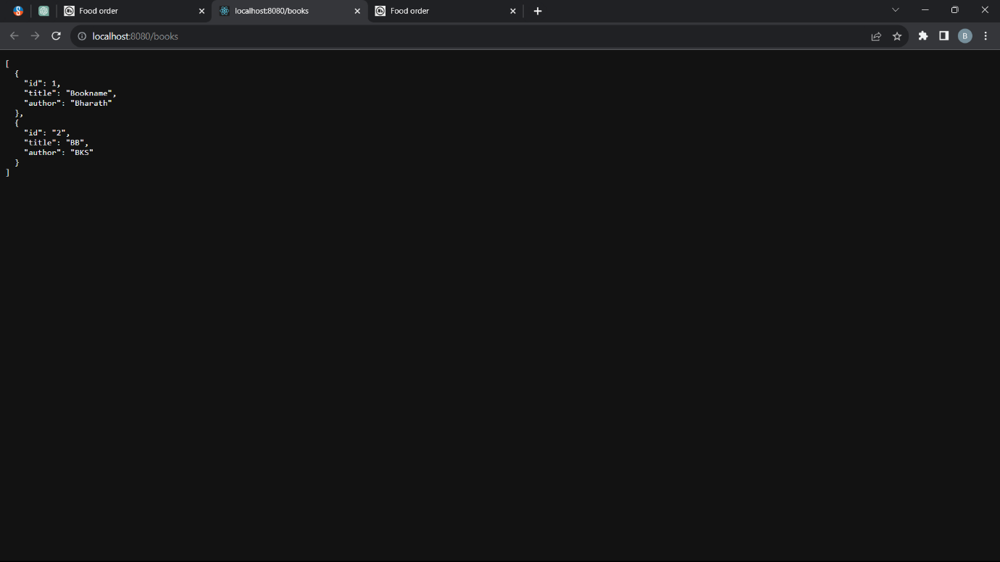 Food order
localhost:8080/books
Food order
localhost:8080/books
B
[
  {
    "id": 1,
    "title": "Bookname",
    "author": "Bharath"
  },
  {
    "id": "2",
    "title": "BB",
    "author": "BKS"
  }
]